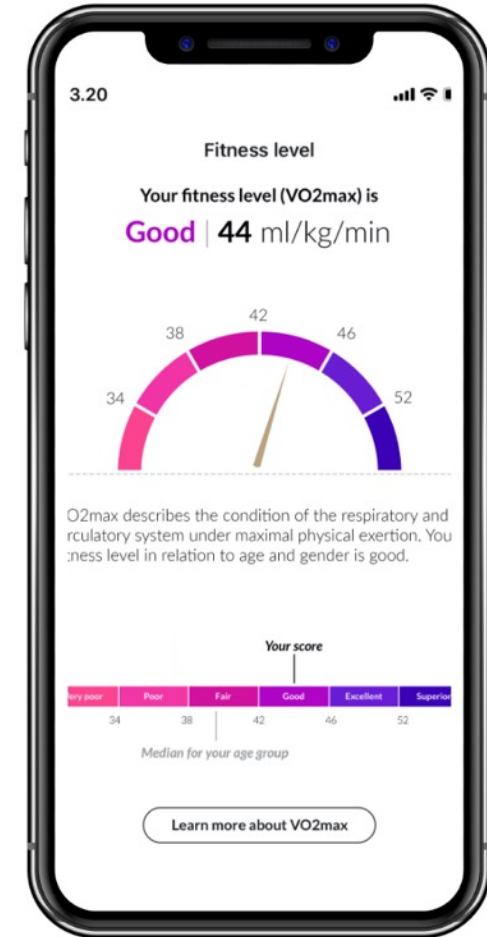 3.20
Fitness level
Your fitness level (VO2max) is
Good | 44 ml/kg/min
42
38 46
34 52
O2max describes the condition of the respiratory and
rculatory system under maximal physical exertion. You
ness level in relation to age and gender is good.
Your score
ery poor Poor Fair Good Excellent Superior
34 38 42 46 52
Median for your age group
Learn more about VO2max